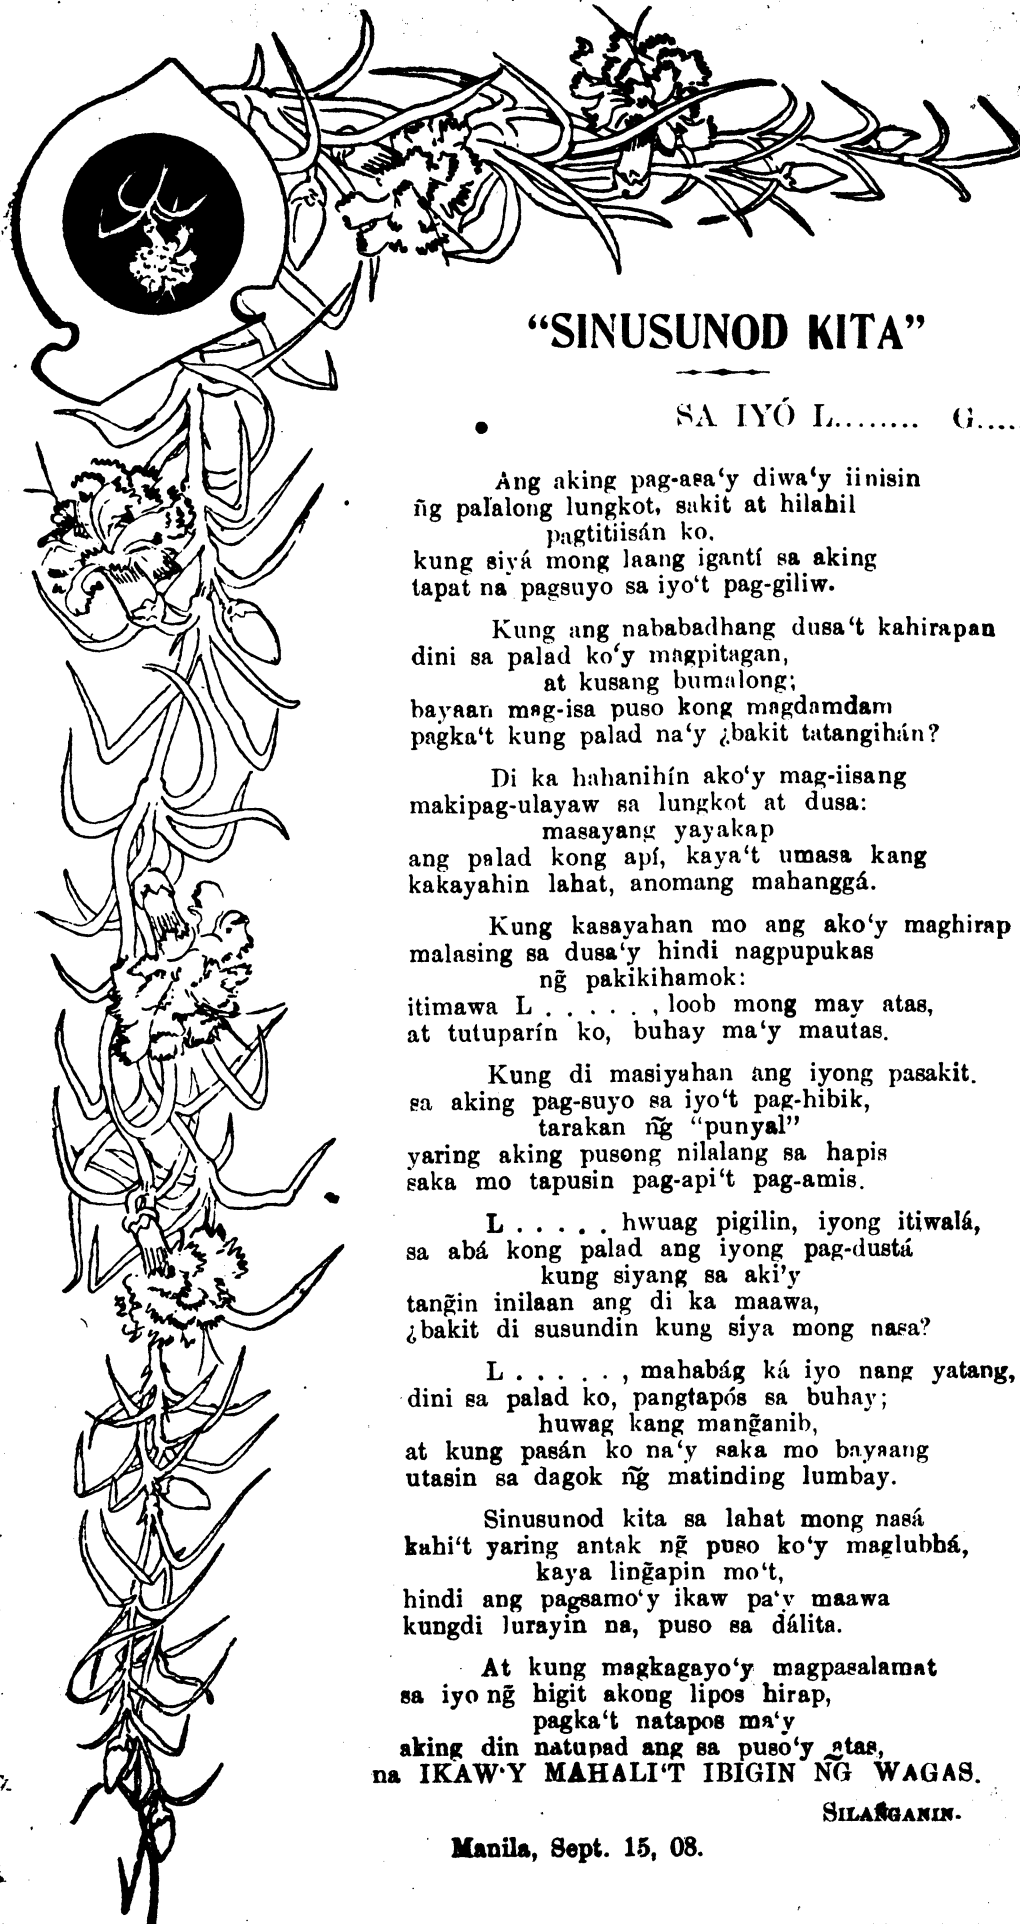 “SINUSUNOD KITA”
SA IYÓ L........ G.....
Ang aking pag-asa‘y diwa‘y iinisin
ñg palalong lungkot, sakit at hilahil
pagtitiisán ko.
kung siyá mong laang igantí sa aking
tapat na pagsuyo sa iyo‘t pag-giliw.
Kung ang nababadhang dusa‘t kahirapan
dini sa palad ko‘y magpitagan,
at kusang bumalong;
bayaan mag-isa puso kong magdamdam
pagka‘t kung palad na‘y ¿bakit tatangihán?
Di ka hahanihín ako‘y mag-iisang
makipag-ulayaw sa lungkot at dusa:
masayang yayakap
ang palad kong apí, kaya‘t umasa kang
kakayahin lahat, anomang mahanggá.
Kung kasayahan mo ang ako‘y maghirap
malasing sa dusa‘y hindi nagpupukas
ng̃ pakikihamok:
itimawa L . . . . . . , loob mong may atas,
at tutuparín ko, buhay ma‘y mautas.
Kung di masiyahan ang iyong pasakit.
sa aking pag-suyo sa iyo‘t pag-hibik,
tarakan n͠g “punyal”
yaring aking pusong nilalang sa hapis
saka mo tapusin pag-api‘t pag-amis.
L . . . . . hwuag pigilin, iyong itiwalá,
sa abá kong palad ang iyong pag-dustá
kung siyang sa aki’y
tang̃in inilaan ang di ka maawa,
¿bakit di susundin kung siya mong nasa?
L . . . . . . , mahabág ká iyo nang yatang,
dini sa palad ko, pangtapós sa buhay;
huwag kang mang̃anib,
at kung pasán ko na‘y saka mo bayaang
utasin sa dagok n͠g matinding lumbay.
Sinusunod kita sa lahat mong nasá
kahi‘t yaring antak ng̃ puso ko‘y maglubhá,
kaya ling̃apin mo‘t,
hindi ang pagsamo‘y ikaw pa‘y maawa
kungdi lurayin na, puso sa dálita.
At kung magkagayo‘y magpasalamat
sa iyo ng̃ higit akong lipos hirap,
pagka‘t natapos ma‘y
aking din natupad ang sa puso‘y atas,
na IKAW‘Y MAHALI‘T IBIGIN N͠G WAGAS.
SILAÑGANIN.
Manila, Sept. 15, 08.